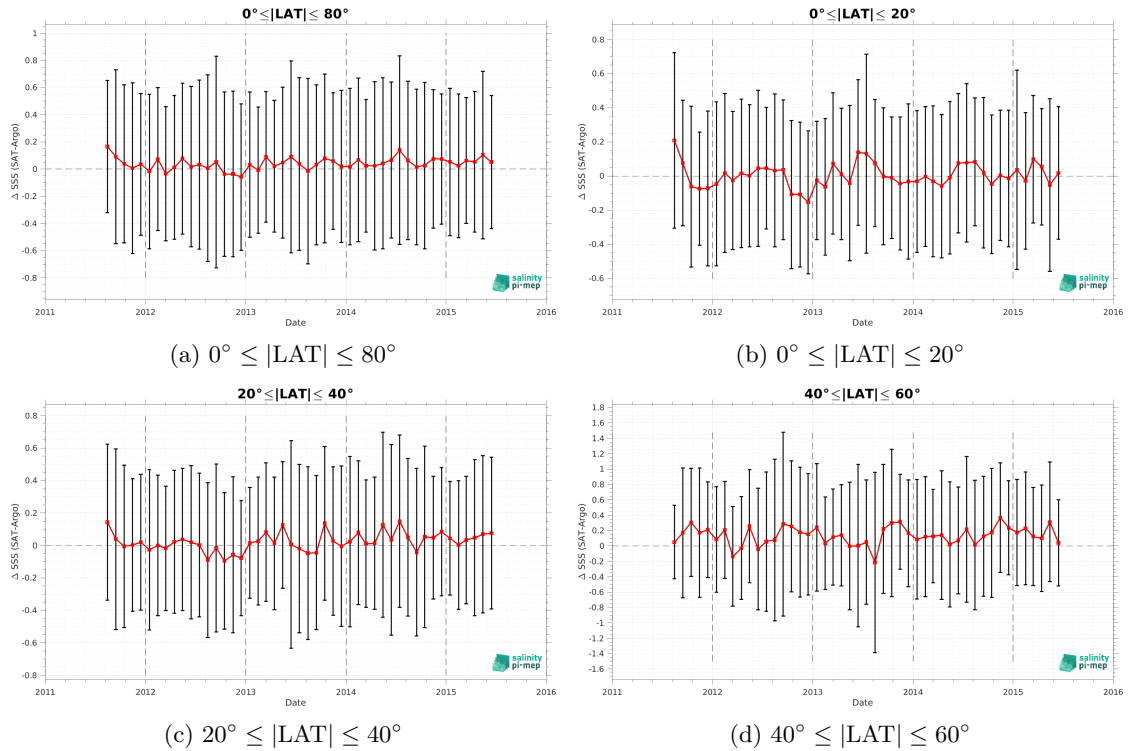 0°≤|LAT|≤ 80°
Δ SSS (SAT-Argo)
1
0.8
0.6
0.4
0.2
0
-0.2
-0.4
-0.6
-0.8
2011 2012 2013 2014 2015 2016
Date
salinity
pi-mep
(a) 0° ≤ |LAT| ≤ 80°
0°≤|LAT|≤ 20°
Δ SSS (SAT-Argo)
0.8
0.6
0.4
0.2
0
-0.2
-0.4
-0.6
2011 2012 2013 2014 2015 2016
Date
salinity
pi-mep
(b) 0° ≤ |LAT| ≤ 20°
20°≤|LAT|≤ 40°
Δ SSS (SAT-Argo)
0.8
0.6
0.4
0.2
0
-0.2
-0.4
-0.6
-0.8
2011 2012 2013 2014 2015 2016
Date
salinity
pi-mep
(c) 20° ≤ |LAT| ≤ 40°
40°≤|LAT|≤ 60°
Δ SSS (SAT-Argo)
1.8
1.6
1.4
1.2
1
0.8
0.6
0.4
0.2
0
-0.2
-0.4
-0.6
-0.8
-1
-1.2
-1.4
-1.6
2011 2012 2013 2014 2015 2016
Date
salinity
pi-mep
(d) 40° ≤ |LAT| ≤ 60°